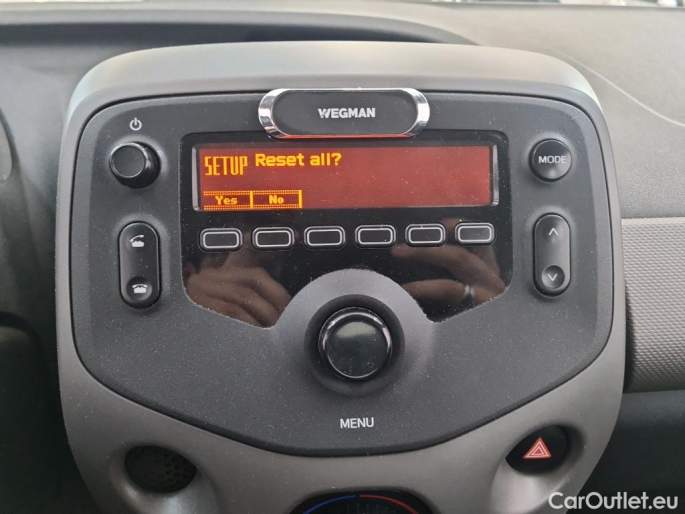 WEGMAN
SETUP Reset all?
Yes No
MODE
MENU
CarOutlet.eu